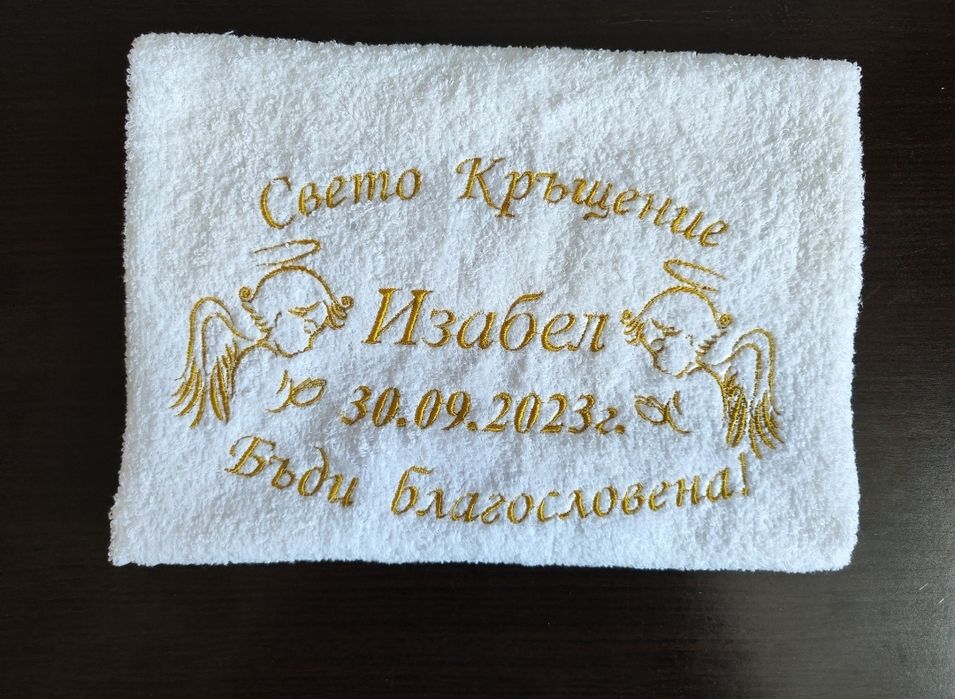 Свето Кръщение
Изабел
30.09.2023г.
Бъди благословена!